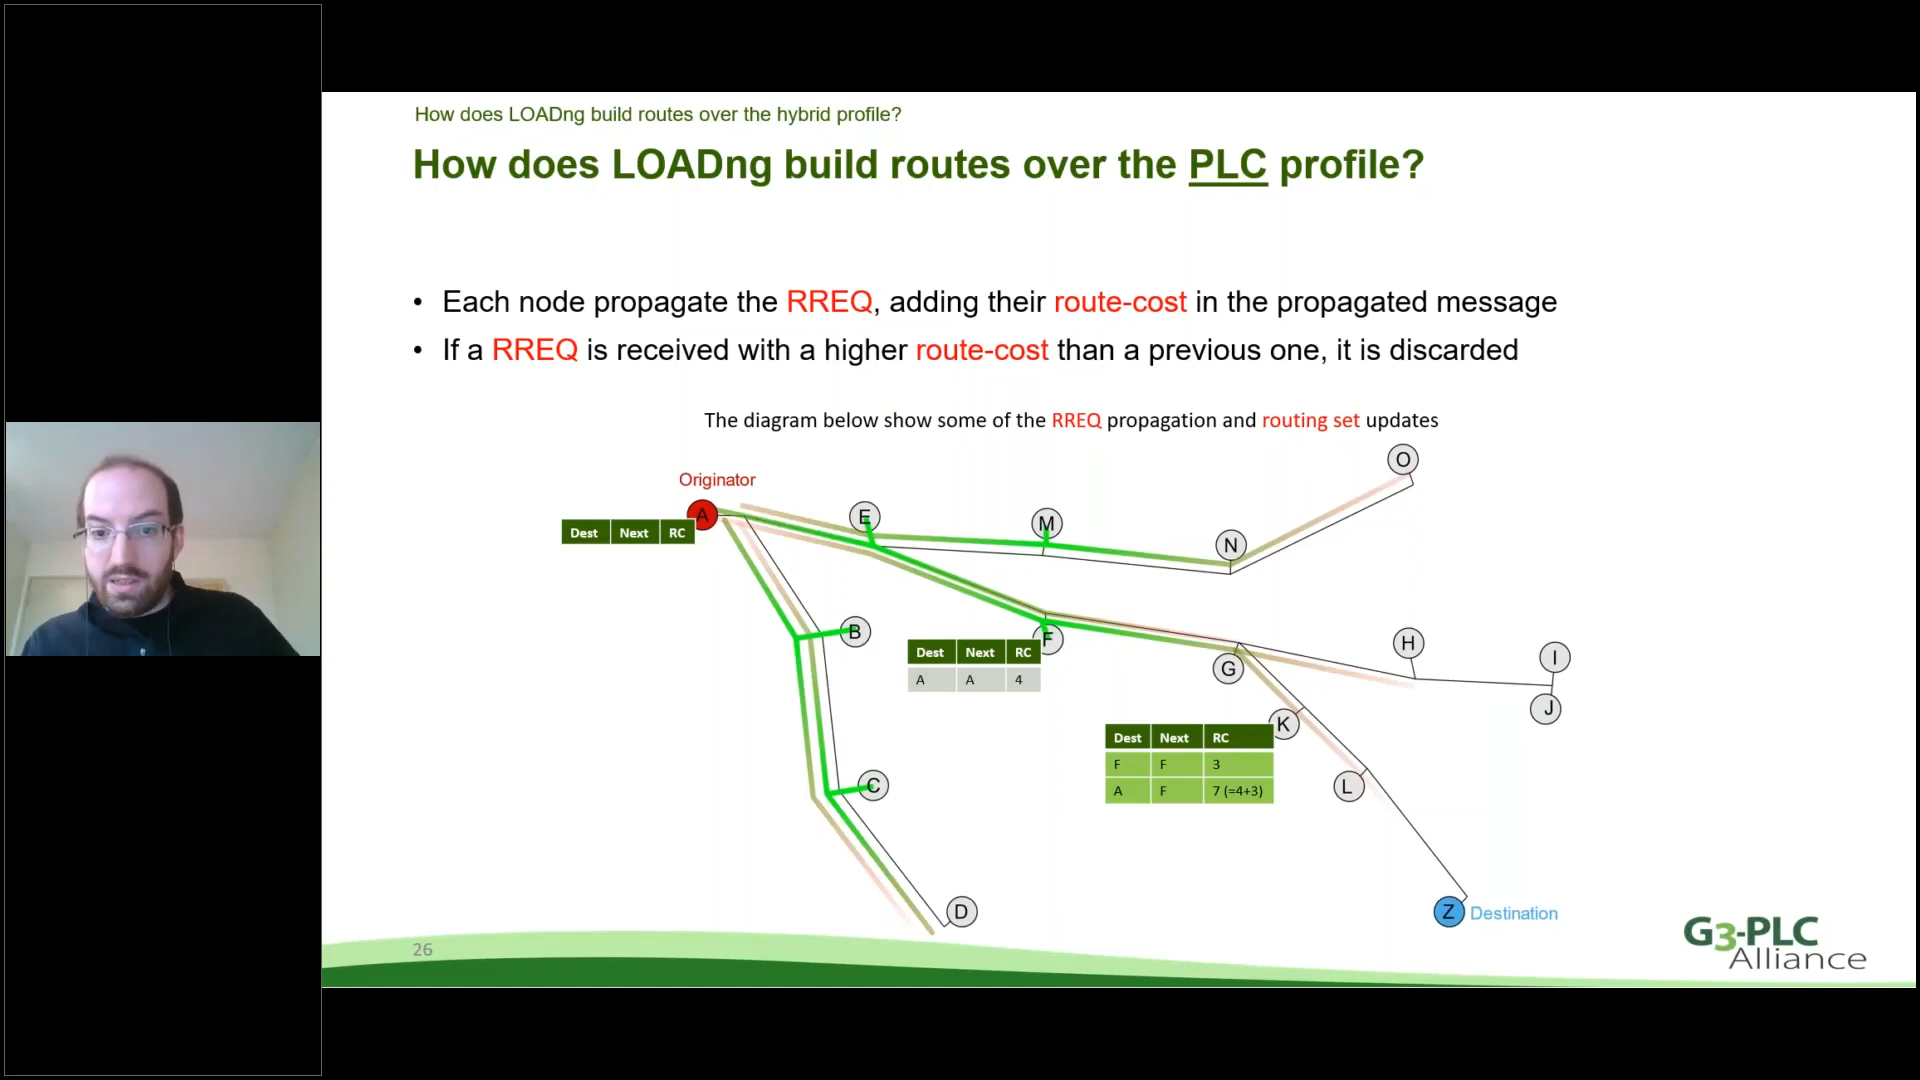 How does LOADng build routes over the hybrid profile?
How does LOADng build routes over the PLC profile?
• Each node propagate the RREQ, adding their route-cost in the propagated message
• If a RREQ is received with a higher route-cost than a previous one, it is discarded
The diagram below show some of the RREQ propagation and routing set updates
O
Originator
A
E
M
N
Dest Next RC
B
F
H
I
Dest Next RC
A A 4
G
J
K
Dest Next RC
F F 3
A F 7 (=4+3)
C
L
D
Z Destination
26
G3-PLC
Alliance